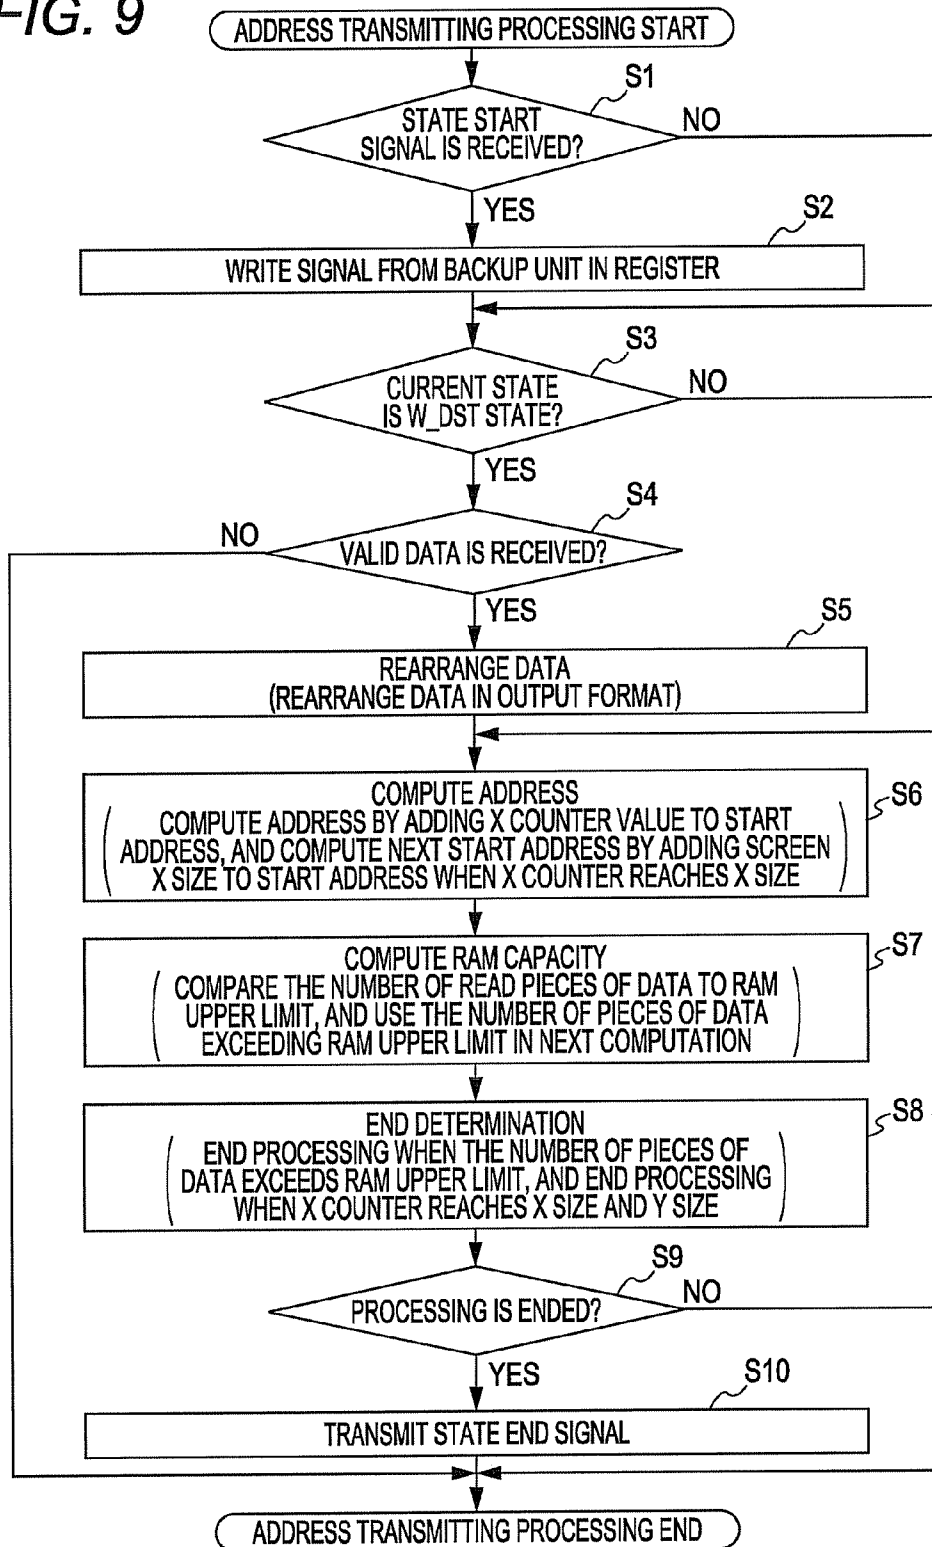 FIG. 9
ADDRESS TRANSMITTING PROCESSING START
S1
STATE START
SIGNAL IS RECEIVED?
NO
YES
S2
WRITE SIGNAL FROM BACKUP UNIT IN REGISTER
S3
CURRENT STATE
IS W_DST STATE?
NO
YES
S4
NO
VALID DATA IS RECEIVED?
YES
S5
REARRANGE DATA
(REARRANGE DATA IN OUTPUT FORMAT)
S6
COMPUTE ADDRESS
COMPUTE ADDRESS BY ADDING X COUNTER VALUE TO START
ADDRESS, AND COMPUTE NEXT START ADDRESS BY ADDING SCREEN
X SIZE TO START ADDRESS WHEN X COUNTER REACHES X SIZE
S7
COMPUTE RAM CAPACITY
COMPARE THE NUMBER OF READ PIECES OF DATA TO RAM
UPPER LIMIT, AND USE THE NUMBER OF PIECES OF DATA
EXCEEDING RAM UPPER LIMIT IN NEXT COMPUTATION
S8
END DETERMINATION
END PROCESSING WHEN THE NUMBER OF PIECES OF
DATA EXCEEDS RAM UPPER LIMIT, AND END PROCESSING
WHEN X COUNTER REACHES X SIZE AND Y SIZE
S9
PROCESSING IS ENDED?
NO
YES
S10
TRANSMIT STATE END SIGNAL
ADDRESS TRANSMITTING PROCESSING END